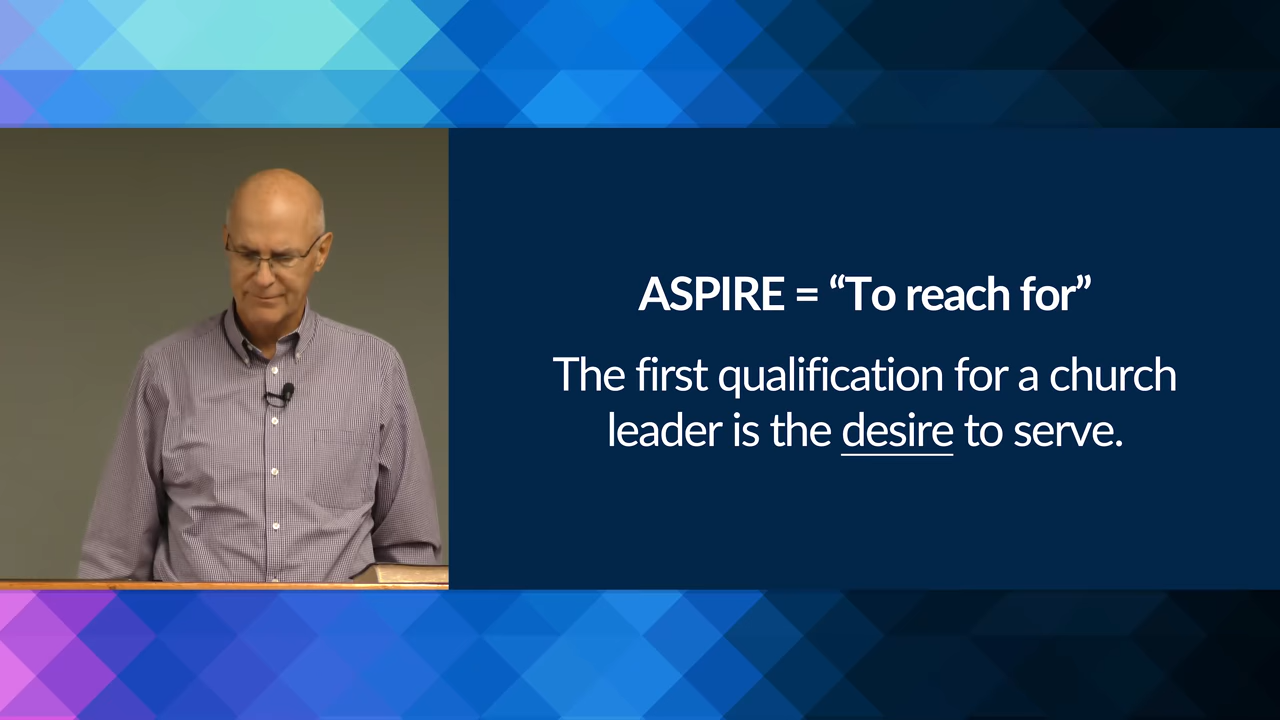 ASPIRE = “To reach for”
The first qualification for a church
leader is the desire to serve.